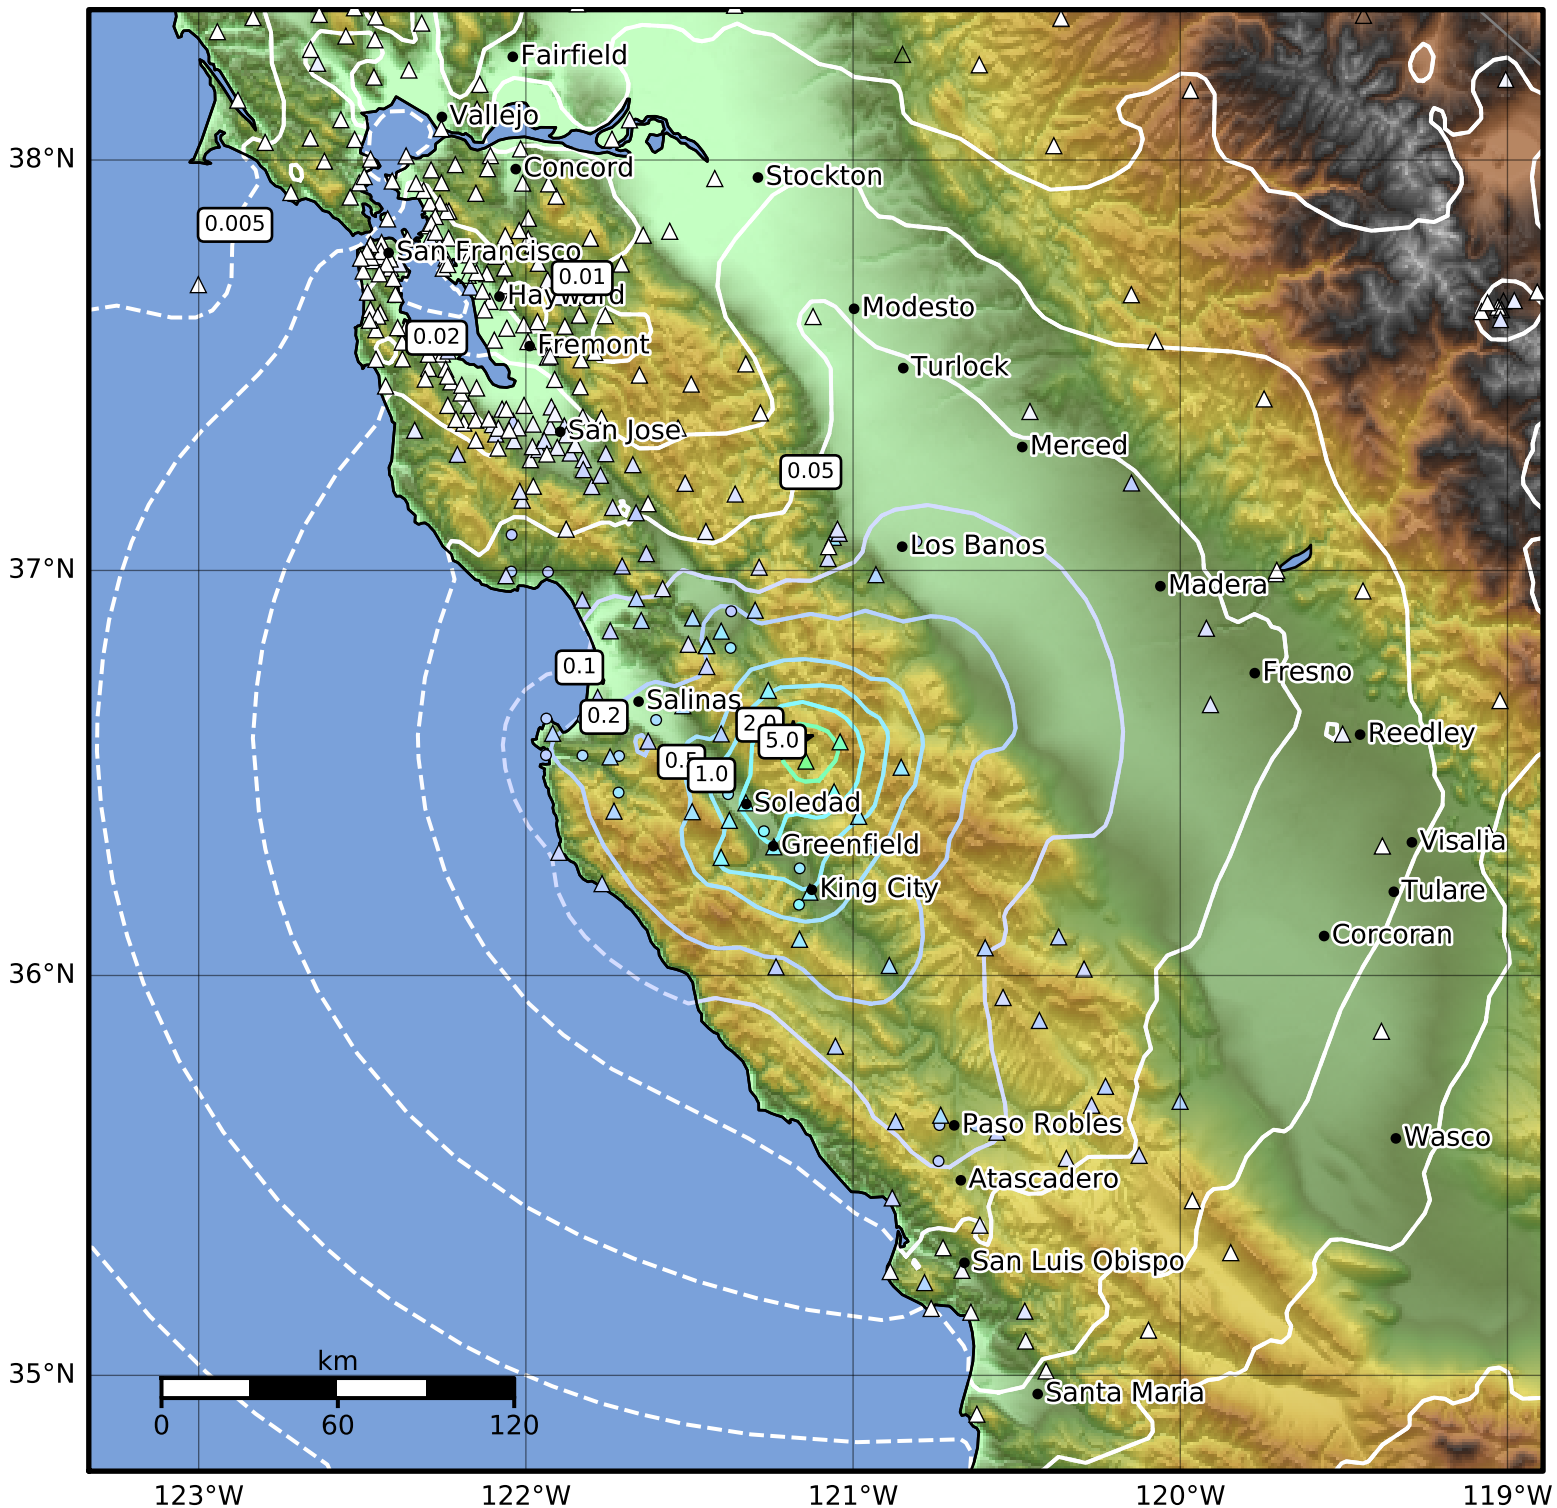 Fairfield
Vallejo
38°N
Concord
Stockton
0.005
San Francisco
0.01
Hayward
Modesto
0.02
Fremont
Turlock
San Jose
Merced
0.05
Los Banos
37°N
Madera
0.1
Fresno
Salinas
0.2
2.0
Reedley
5.0
0.5
1.0
Soledad
Greenfield
Visalia
King City
Tulare
Corcoran
36°N
Paso Robles
Wasco
Atascadero
San Luis Obispo
km
35°N
Santa Maria
0 60 120
123°W 122°W 121°W 120°W 119°W